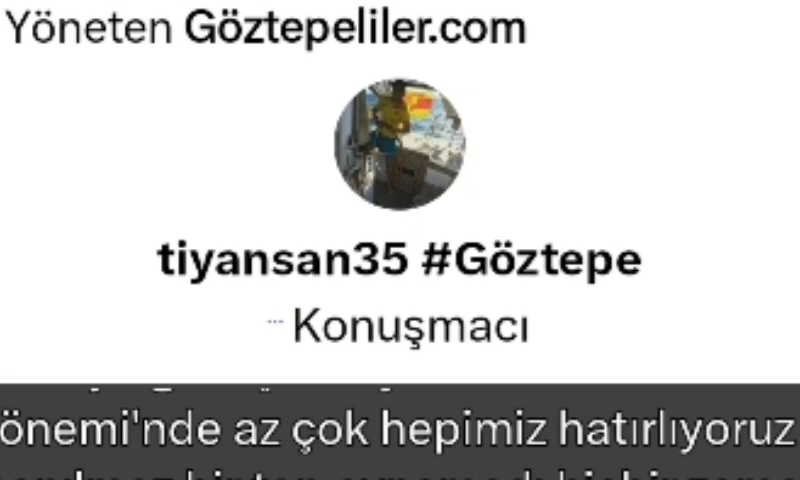 Yöneten Göztepeliler.com
tiyansan35 #Göztepe
Konuşmacı
önemi'nde az çok hepimiz hatırlıyoruz